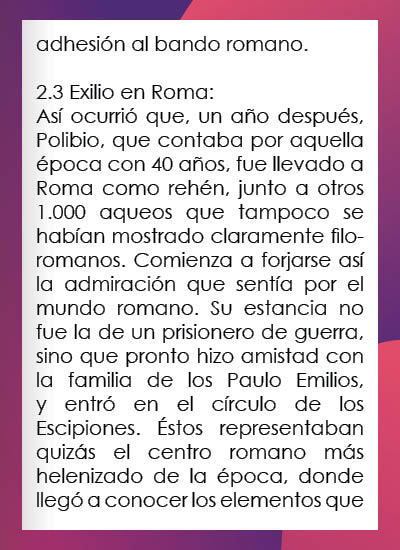 adhesión al bando romano.
2.3 Exilio en Roma:
Así ocurrió que, un año después,
Polibio, que contaba por aquella
época con 40 años, fue llevado a
Roma como rehén, junto a otros
1.000 aqueos que tampoco se
habían mostrado claramente filo-
romanos. Comienza a forjarse así
la admiración que sentía por el
mundo romano. Su estancia no
fue la de un prisionero de guerra,
sino que pronto hizo amistad con
la familia de los Paulo Emilios,
y entró en el círculo de los
Escipiones. Éstos representaban
quizás el centro romano más
helenizado de la época, donde
llegó a conocer los elementos que